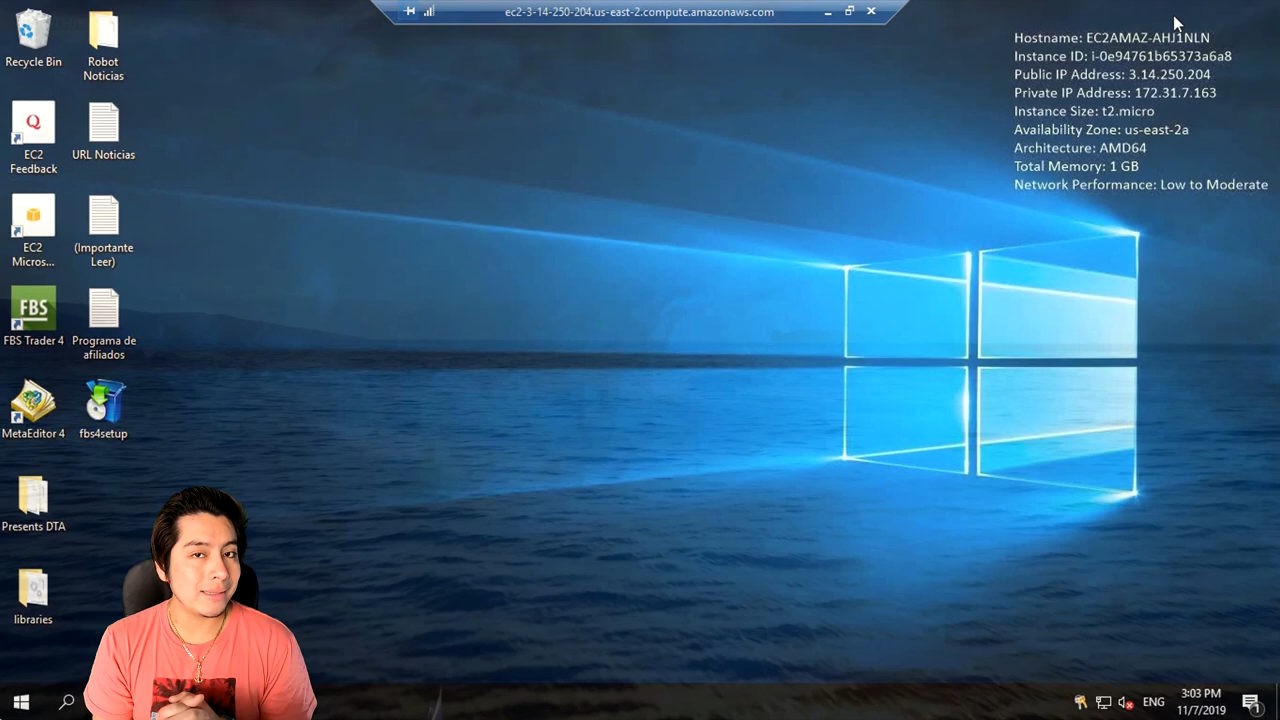 ec2-3-14-250-204.us-east-2.compute.amazonaws.com
Hostname: EC2AMAZ-AHJ1NLN
Instance ID: i-0e94761b65373a6a8
Public IP Address: 3.14.250.204
Private IP Address: 172.31.7.163
Instance Size: t2.micro
Availability Zone: us-east-2a
Architecture: AMD64
Total Memory: 1 GB
Network Performance: Low to Moderate
Recycle Bin
Robot
Noticias
Q
EC2
Feedback
URL Noticias
EC2
Micros...
(Importante
Leer)
FBS
FBS Trader 4
Programa de
afiliados
MetaEditor 4
fbs4setup
Presents DTA
libraries
ENG
3:03 PM
11/7/2019
1